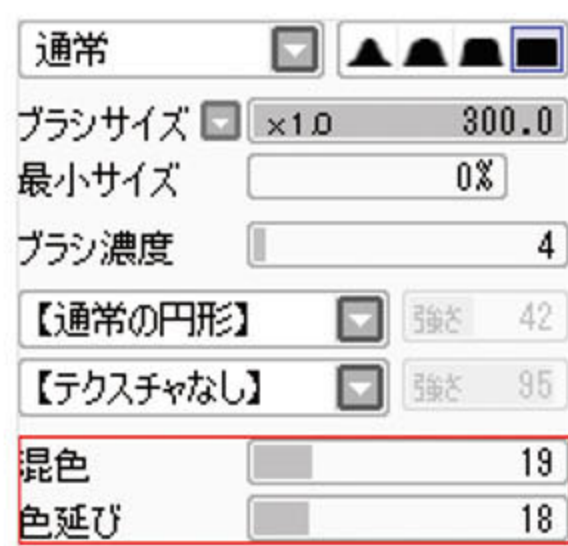 通常
ブラシサイズ ×1.0 300.0
最小サイズ 0%
ブラシ濃度 4
【通常の円形】 強さ 42
【テクスチャなし】 強さ 95
混色 19
色延び 18